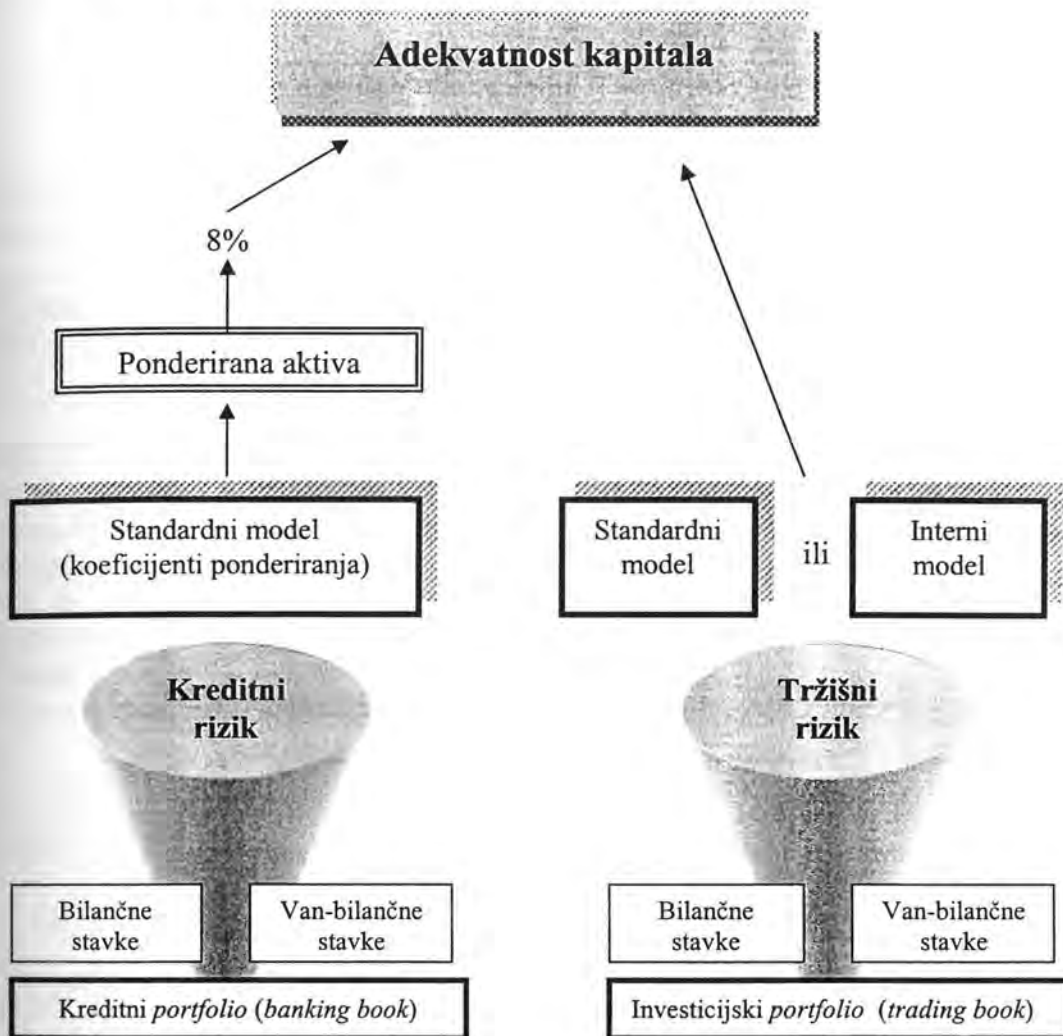 Adekvatnost kapitala
8%
Ponderirana aktiva
Standardni model
(koeficijenti ponderiranja)
Standardni
model
ili
Interni
model
Kreditni
rizik
Tržišni
rizik
Bilančne
stavke
Van-bilančne
stavke
Bilančne
stavke
Van-bilančne
stavke
Kreditni portfolio (banking book)
Investicijski portfolio (trading book)